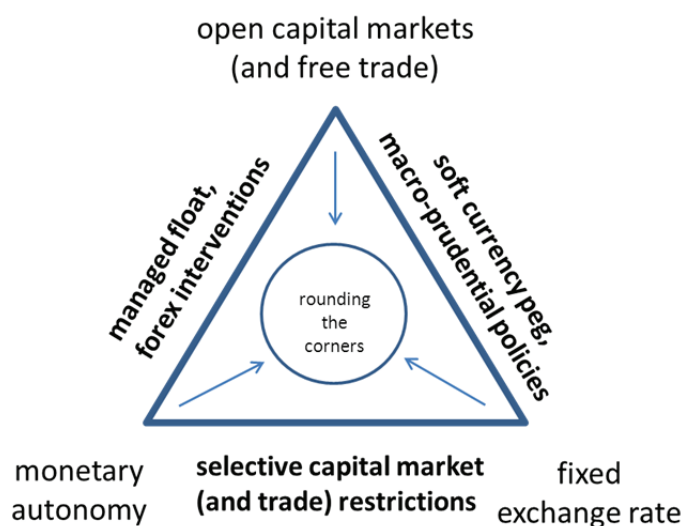 open capital markets
(and free trade)
managed float,
forex interventions
soft currency peg,
macro-prudential policies
rounding
the
corners
monetary
autonomy
selective capital market
(and trade) restrictions
fixed
exchange rate